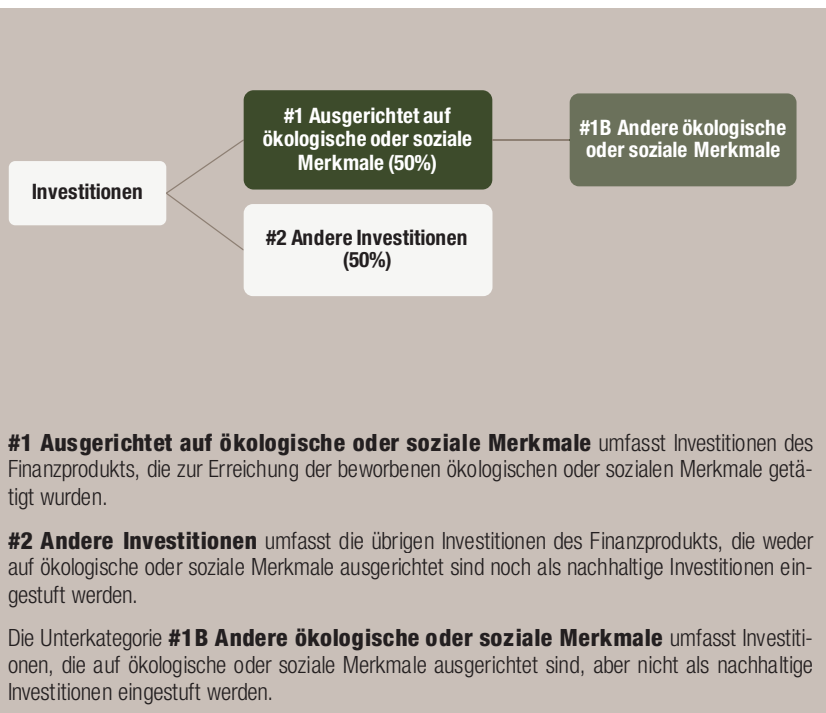 #1 Ausgerichtet auf
ökologische oder soziale
Merkmale (50%)
#1B Andere ökologische
oder soziale Merkmale
Investitionen
#2 Andere Investitionen
(50%)
#1 Ausgerichtet auf ökologische oder soziale Merkmale umfasst Investitionen des
Finanzprodukts, die zur Erreichung der beworbenen ökologischen oder sozialen Merkmale getä-
tigt wurden.
#2 Andere Investitionen umfasst die übrigen Investitionen des Finanzprodukts, die weder
auf ökologische oder soziale Merkmale ausgerichtet sind noch als nachhaltige Investitionen ein-
gestuft werden.
Die Unterkategorie #1B Andere ökologische oder soziale Merkmale umfasst Investiti-
onen, die auf ökologische oder soziale Merkmale ausgerichtet sind, aber nicht als nachhaltige
Investitionen eingestuft werden.